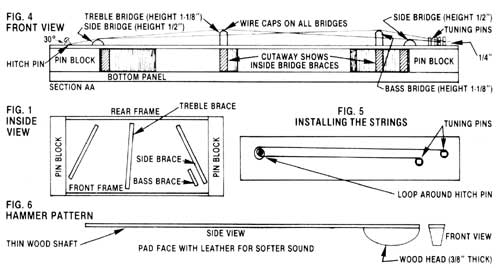 FIG. 4
FRONT VIEW
TREBLE BRIDGE (HEIGHT 1-1/8")
SIDE BRIDGE (HEIGHT 1/2")
WIRE CAPS ON ALL BRIDGES
SIDE BRIDGE (HEIGHT 1/2")
TUNING PINS
30°
HITCH PIN
PIN BLOCK
CUTAWAY SHOWS
INSIDE BRIDGE BRACES
PIN BLOCK
1/4"
BOTTOM PANEL
BASS BRIDGE (HEIGHT 1-1/8")
SECTION AA
FIG. 1
INSIDE
VIEW
REAR FRAME
TREBLE BRACE
PIN BLOCK
SIDE BRACE
BASS BRACE
FRONT FRAME
PIN BLOCK
FIG. 5
INSTALLING THE STRINGS
TUNING PINS
LOOP AROUND HITCH PIN
FIG. 6
HAMMER PATTERN
THIN WOOD SHAFT
SIDE VIEW
PAD FACE WITH LEATHER FOR SOFTER SOUND
FRONT VIEW
WOOD HEAD (3/8" THICK)